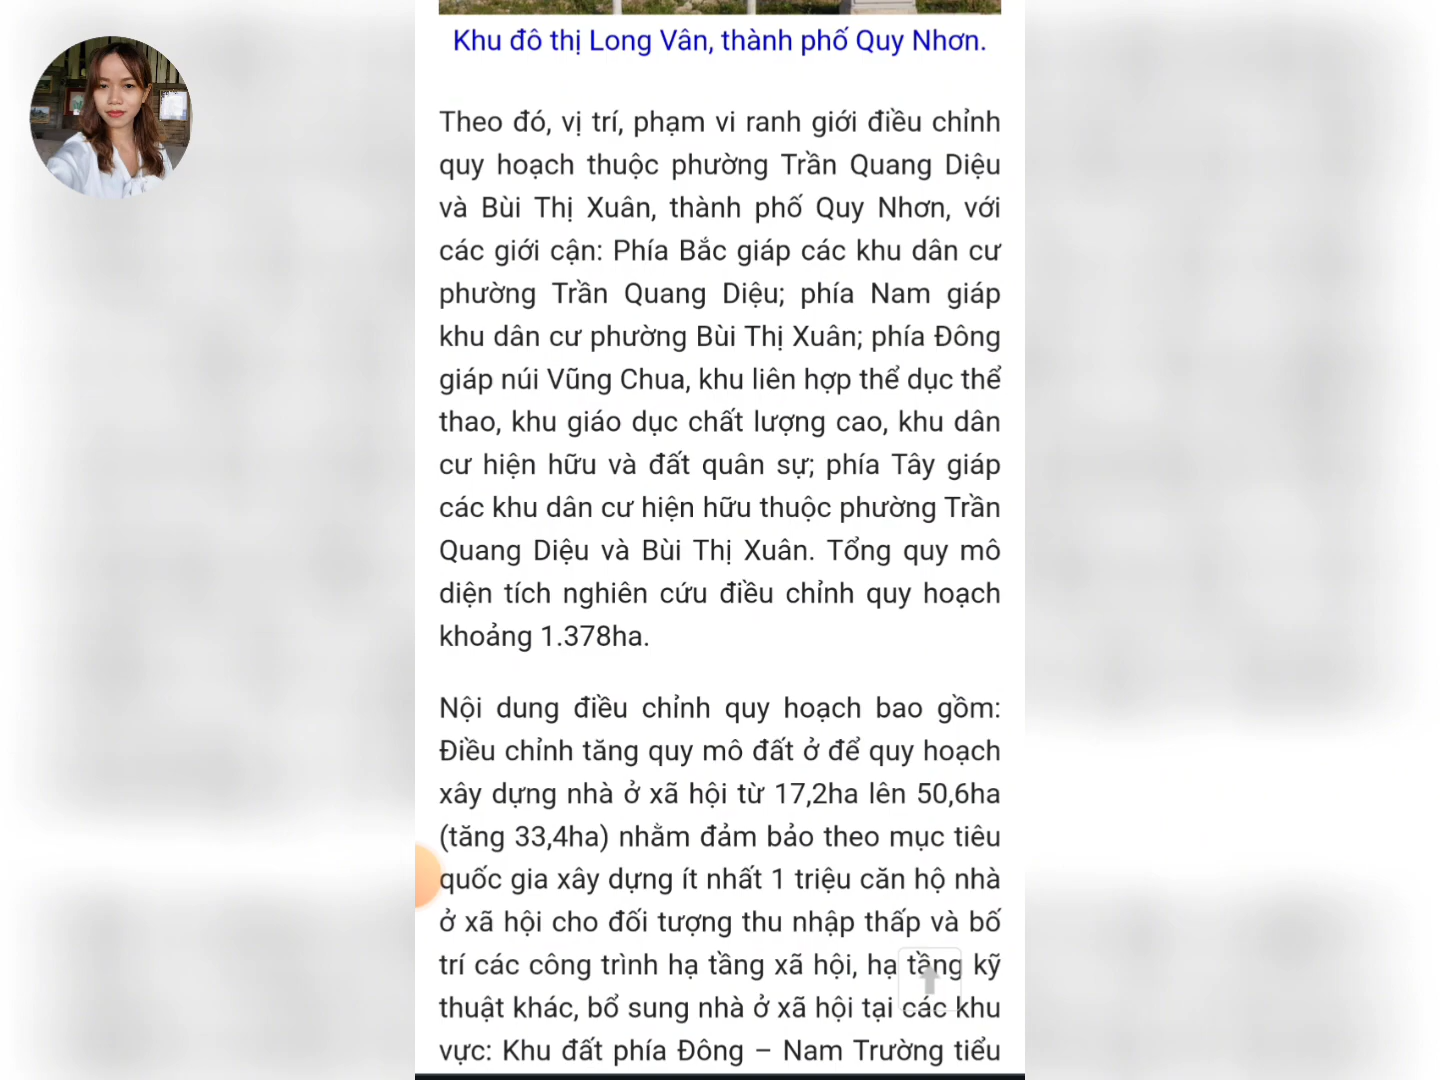 Khu đô thị Long Vân, thành phố Quy Nhơn.
Theo đó, vị trí, phạm vi ranh giới điều chỉnh
quy hoạch thuộc phường Trần Quang Diệu
và Bùi Thị Xuân, thành phố Quy Nhơn, với
các giới cận: Phía Bắc giáp các khu dân cư
phường Trần Quang Diệu; phía Nam giáp
khu dân cư phường Bùi Thị Xuân; phía Đông
giáp núi Vũng Chua, khu liên hợp thể dục thể
thao, khu giáo dục chất lượng cao, khu dân
cư hiện hữu và đất quân sự; phía Tây giáp
các khu dân cư hiện hữu thuộc phường Trần
Quang Diệu và Bùi Thị Xuân. Tổng quy mô
diện tích nghiên cứu điều chỉnh quy hoạch
khoảng 1.378ha.
Nội dung điều chỉnh quy hoạch bao gồm:
Điều chỉnh tăng quy mô đất ở để quy hoạch
xây dựng nhà ở xã hội từ 17,2ha lên 50,6ha
(tăng 33,4ha) nhằm đảm bảo theo mục tiêu
quốc gia xây dựng ít nhất 1 triệu căn hộ nhà
ở xã hội cho đối tượng thu nhập thấp và bố
trí các công trình hạ tầng xã hội, hạ tầng kỹ
thuật khác, bổ sung nhà ở xã hội tại các khu
vực: Khu đất phía Đông – Nam Trường tiểu